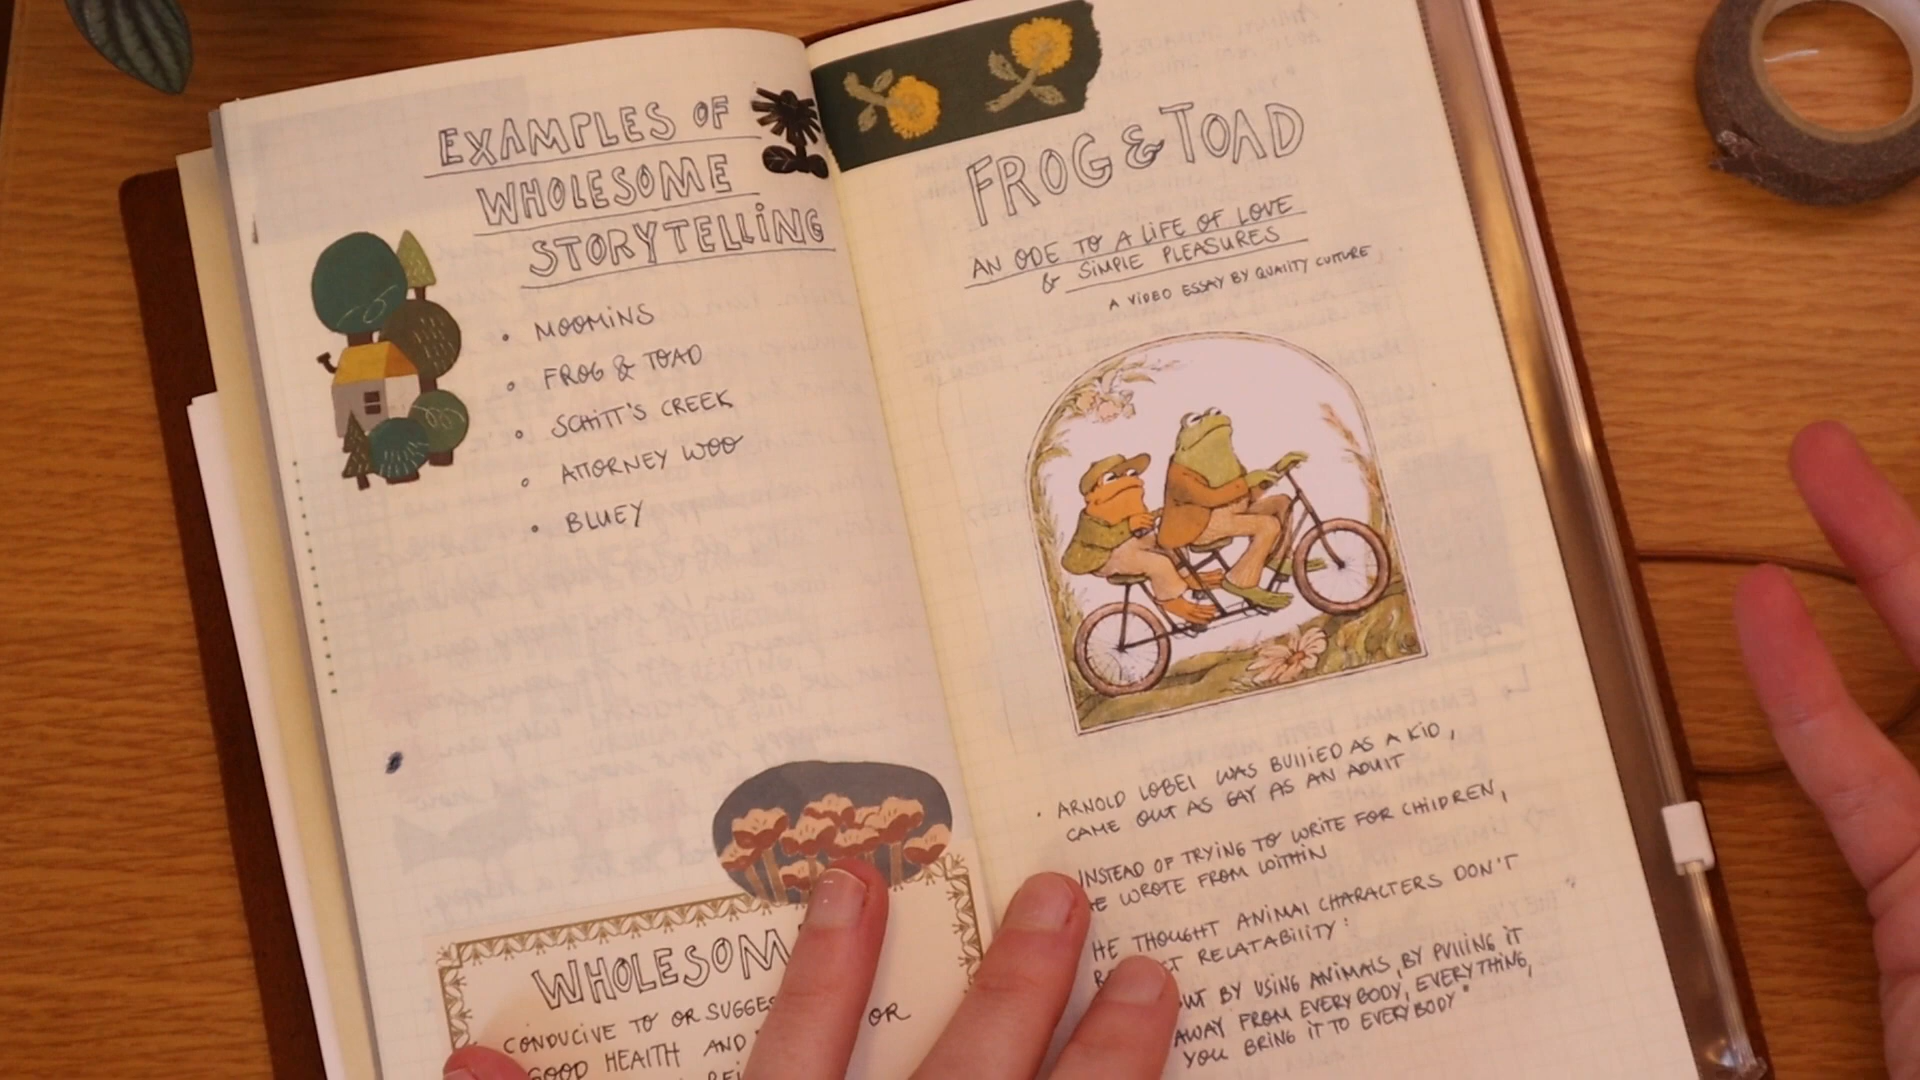 EXAMPLES OF
WHOLESOME
STORYTELLING
• MOOMINS
• FROG & TOAD
• SCHITT'S CREEK
• ATTORNEY WOO
• BLUEY
CONDUCIVE TO OR OR
GOOD HEALTH AND
FROG & TOAD
AN ODE TO A LIFE OF LOVE
& SIMPLE PLEASURES
A VIDEO ESSAY BY QUALITY CULTURE
• ARNOLD LOBEL WAS BULLIED AS A KID,
CAME OUT AS GAY AS AN ADULT
INSTEAD OF TRYING TO WRITE FOR CHILDREN,
WROTE FROM WITHIN
HE THOUGHT ANIMAL CHARACTERS DON'T
RELATABILITY:
BY USING ANIMALS, BY PULLING IT
AWAY FROM EVERYBODY, EVERYTHING,
YOU BRING IT TO EVERYBODY"